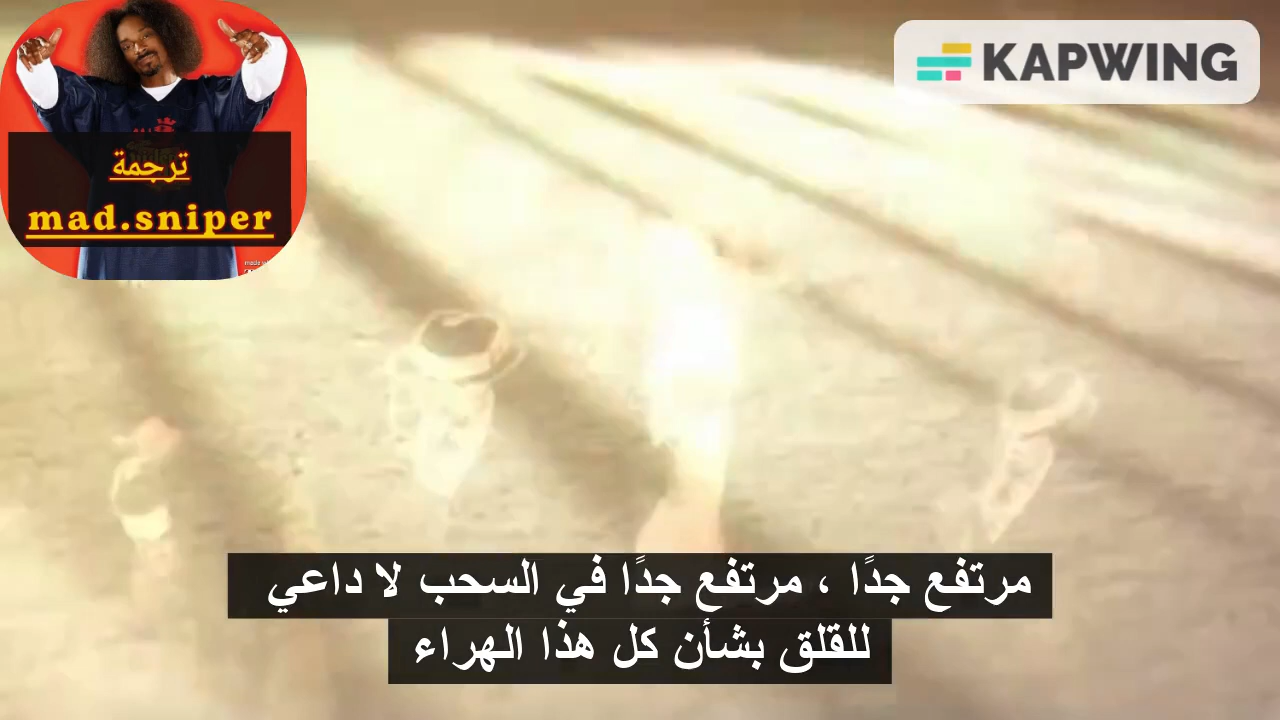 KAPWING
ترجمة
mad.sniper
مرتفع جدًا ، مرتفع جدًا في السحب لا داعي
للقلق بشأن كل هذا الهراء